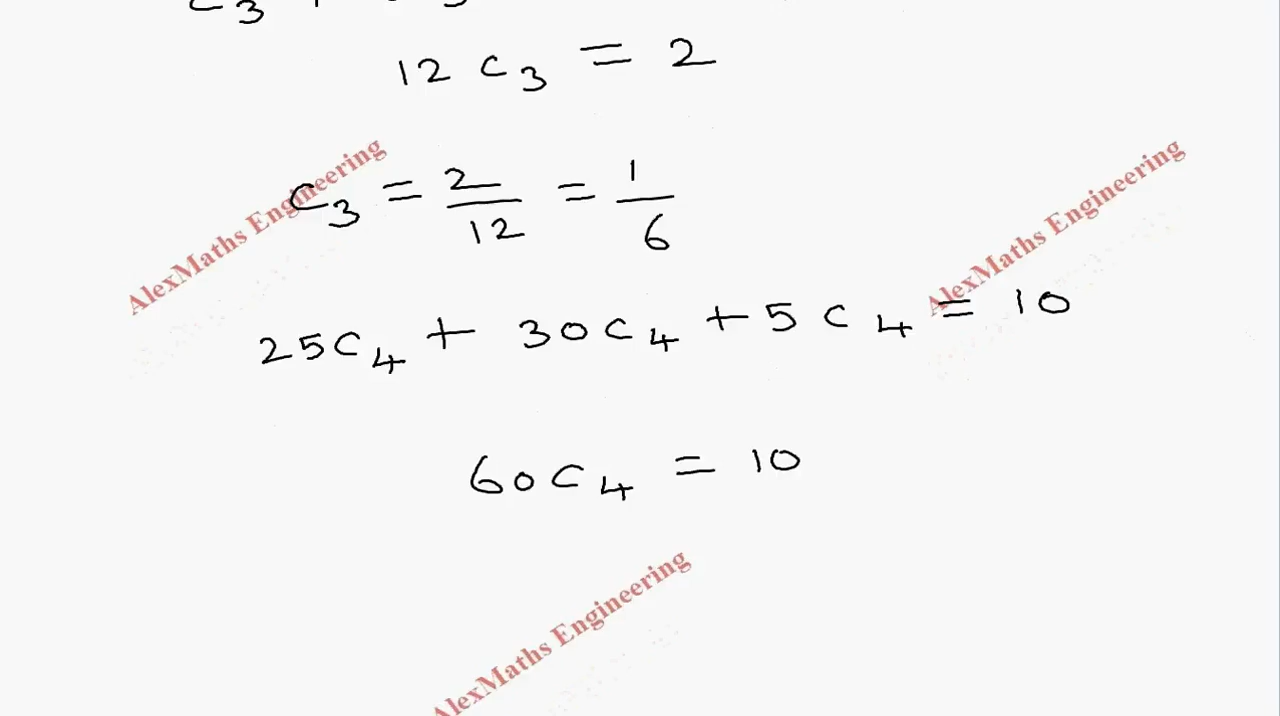 12 c₃ = 2
c₃ = 2/12 = 1/6
25c₄ + 30c₄ + 5c₄ = 10
60c₄ = 10
AlexMaths Engineering
AlexMaths Engineering
AlexMaths Engineering